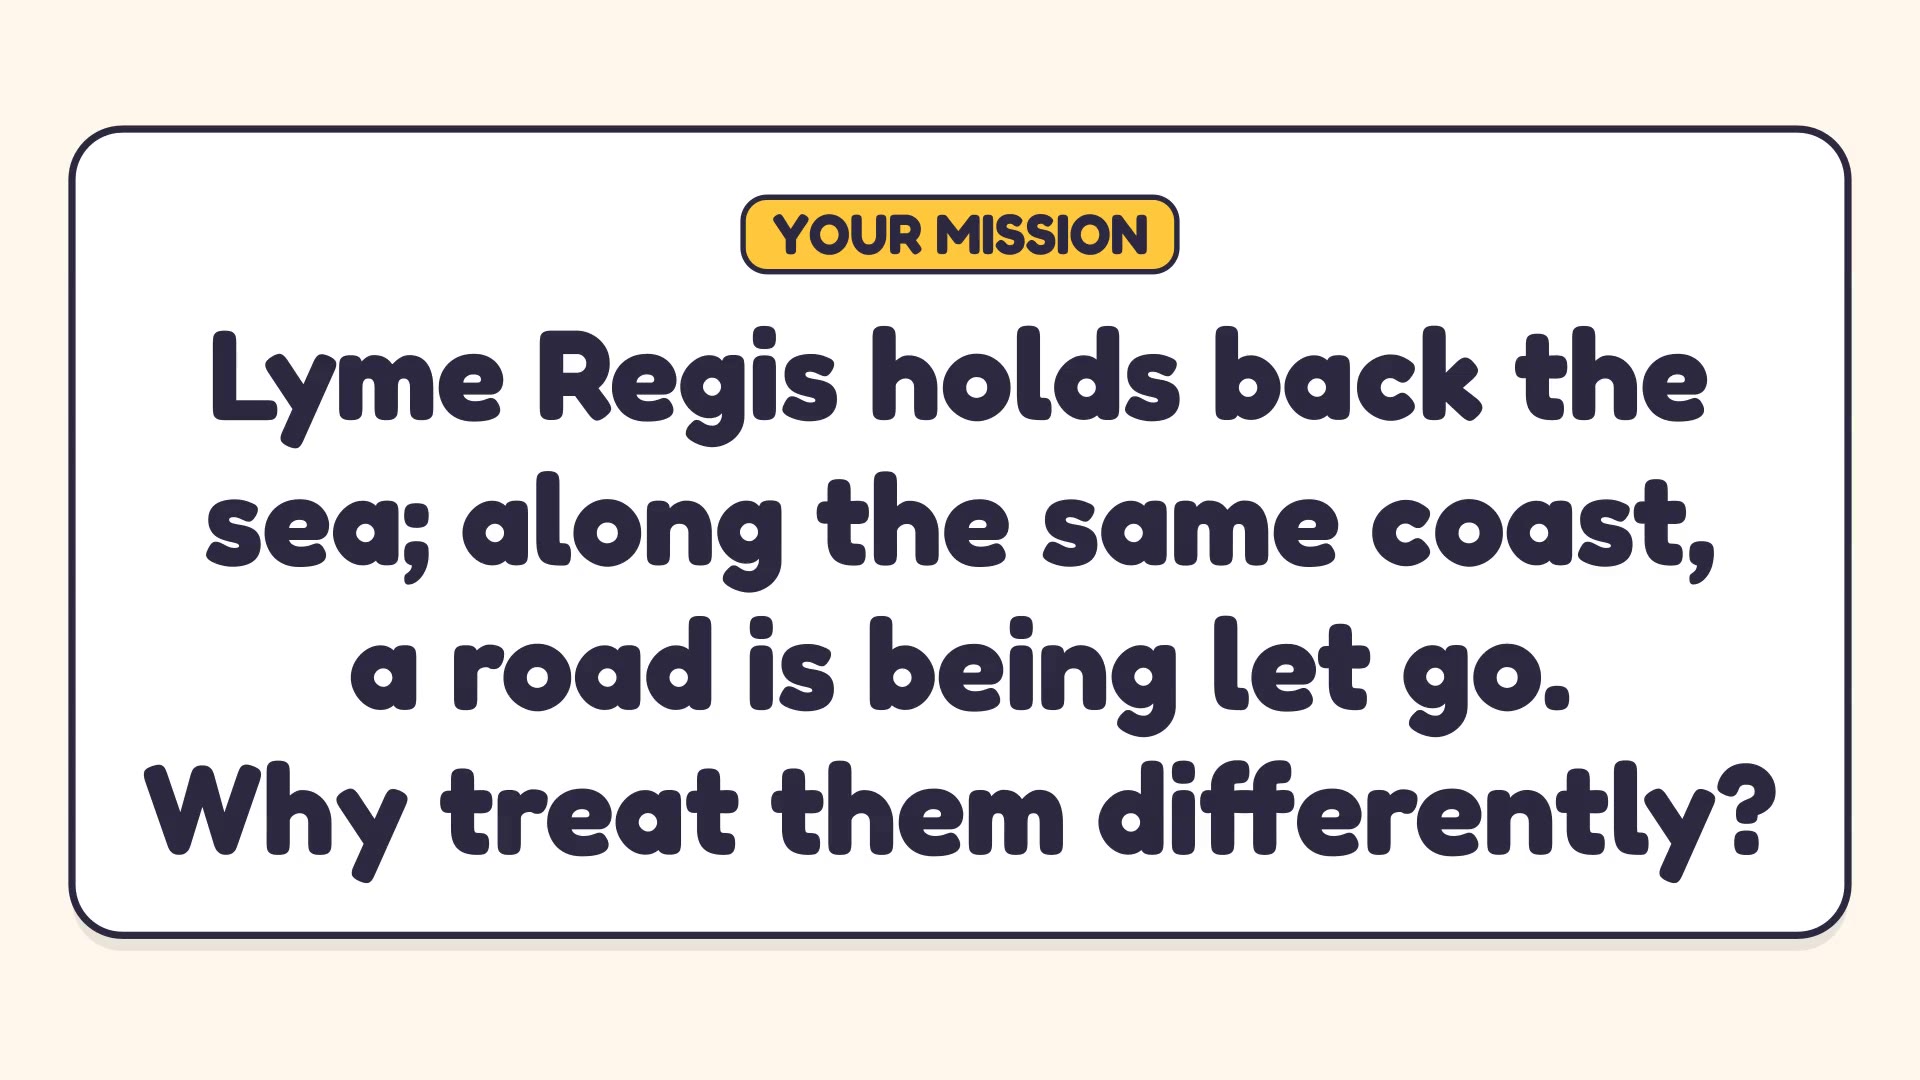 YOUR MISSION
Lyme Regis holds back the
sea; along the same coast,
a road is being let go.
Why treat them differently?